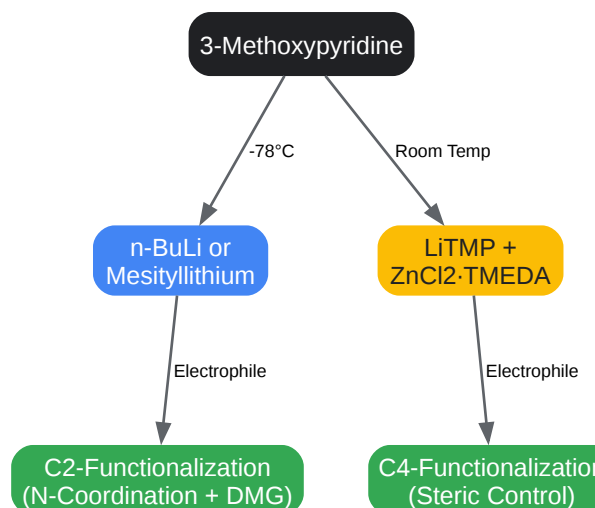 3-Methoxypyridine
-78°C
Room Temp
n-BuLi or
Mesityllithium
LiTMP +
ZnCl2·TMEDA
Electrophile
Electrophile
C2-Functionalization
(N-Coordination + DMG)
C4-Functionalization
(Steric Control)